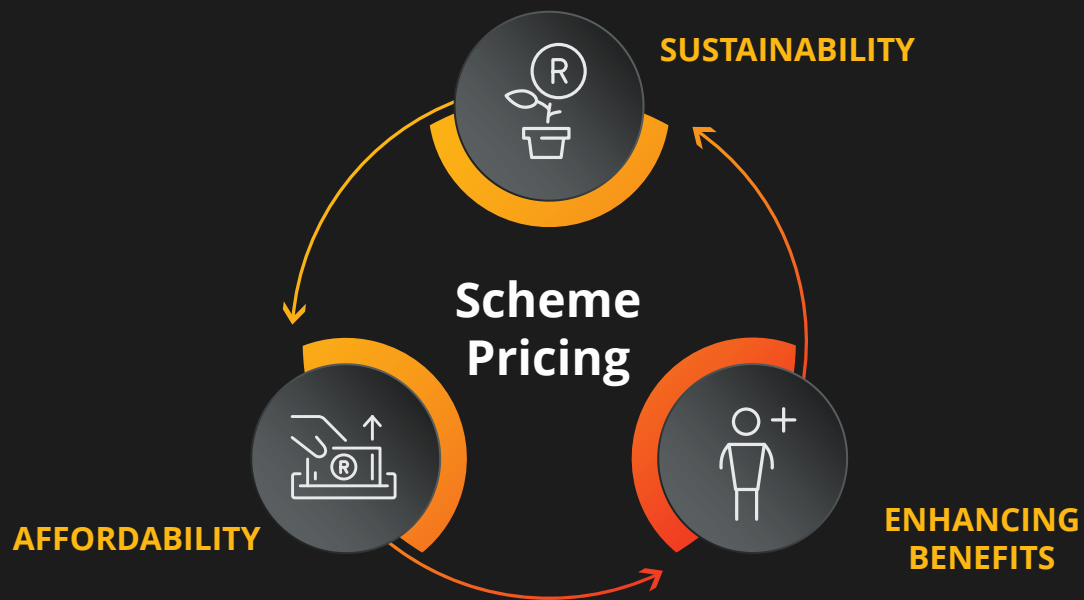 R
SUSTAINABILITY
Scheme
Pricing
R
AFFORDABILITY
ENHANCING
BENEFITS